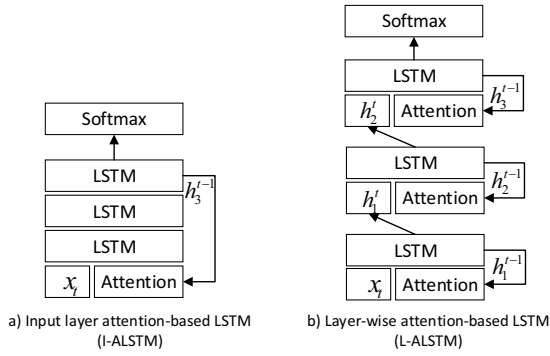 Softmax
LSTM
h_3^{t-1}
LSTM
LSTM
x_t Attention
a) Input layer attention-based LSTM
(I-ALSTM)
Softmax
LSTM
h_3^{t-1}
h_2^t Attention
LSTM
h_2^{t-1}
h_1^t Attention
LSTM
h_1^{t-1}
x_t Attention
b) Layer-wise attention-based LSTM
(L-ALSTM)